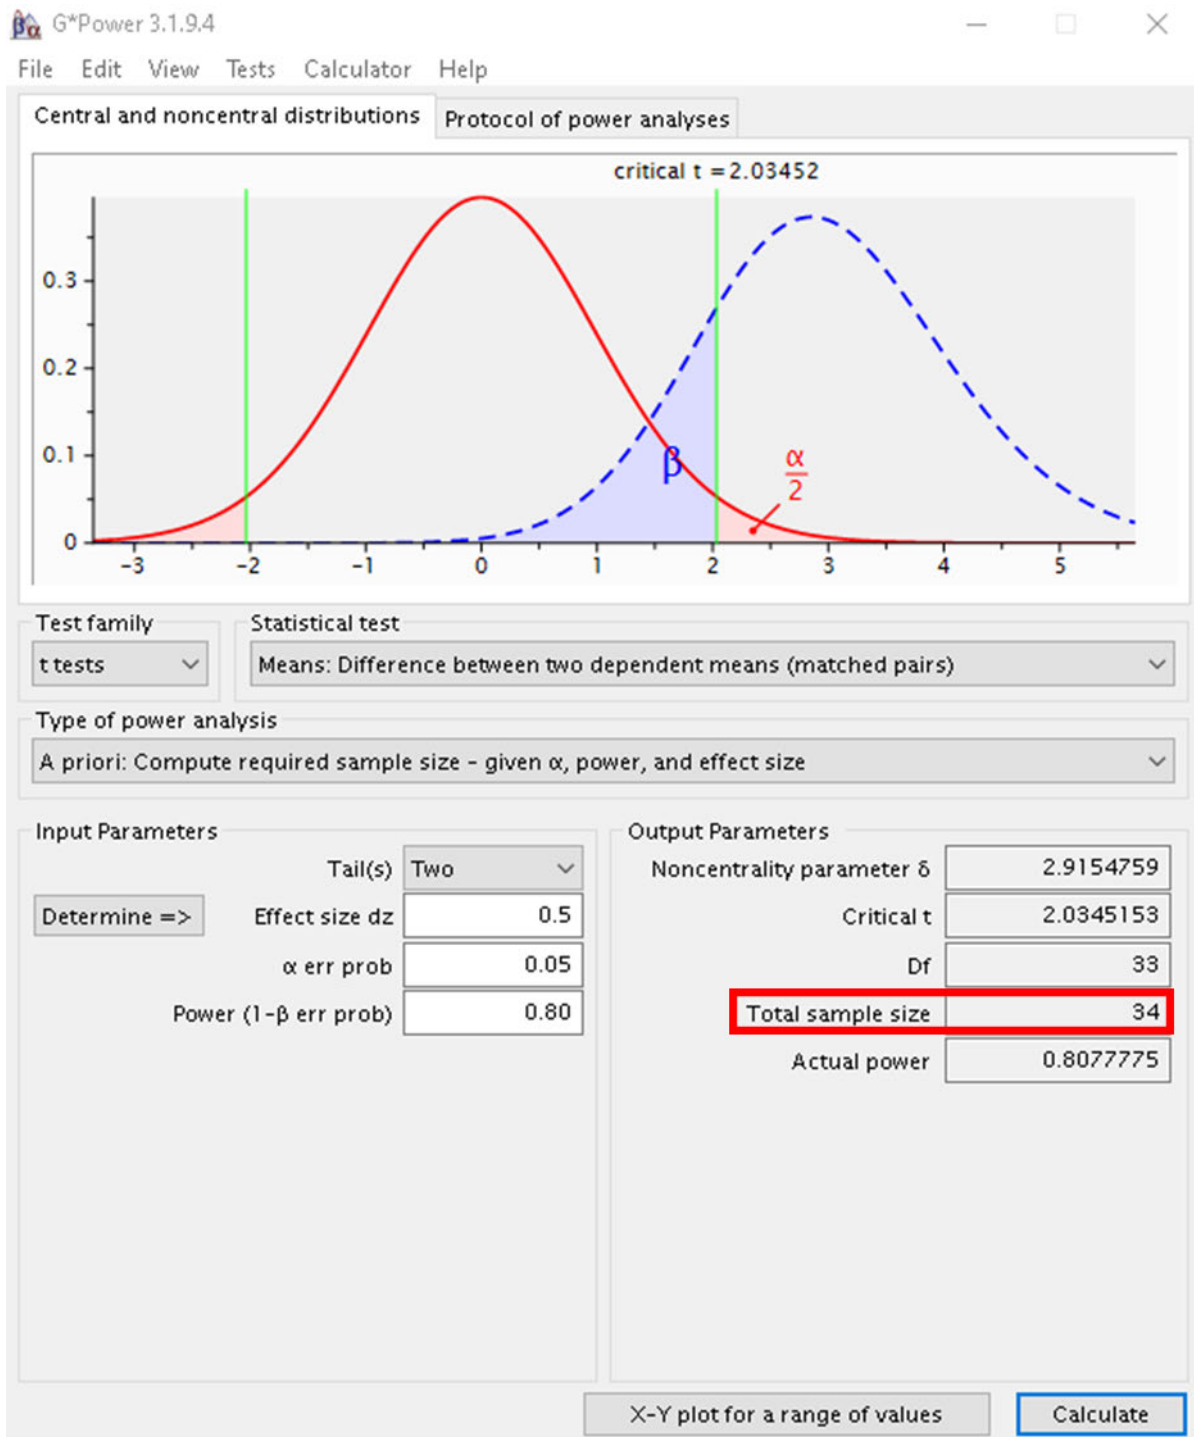 G*Power 3.1.9.4
File Edit View Tests Calculator Help
Central and noncentral distributions Protocol of power analyses
critical t = 2.03452
0.3
0.2
0.1
0
β
α
2
-3 -2 -1 0 1 2 3 4 5
Test family Statistical test
t tests Means: Difference between two dependent means (matched pairs)
Type of power analysis
A priori: Compute required sample size – given α, power, and effect size
Input Parameters
Tail(s) Two
Determine => Effect size dz 0.5
α err prob 0.05
Power (1-β err prob) 0.80
Output Parameters
Noncentrality parameter δ 2.9154759
Critical t 2.0345153
Df 33
Total sample size 34
Actual power 0.8077775
X-Y plot for a range of values Calculate